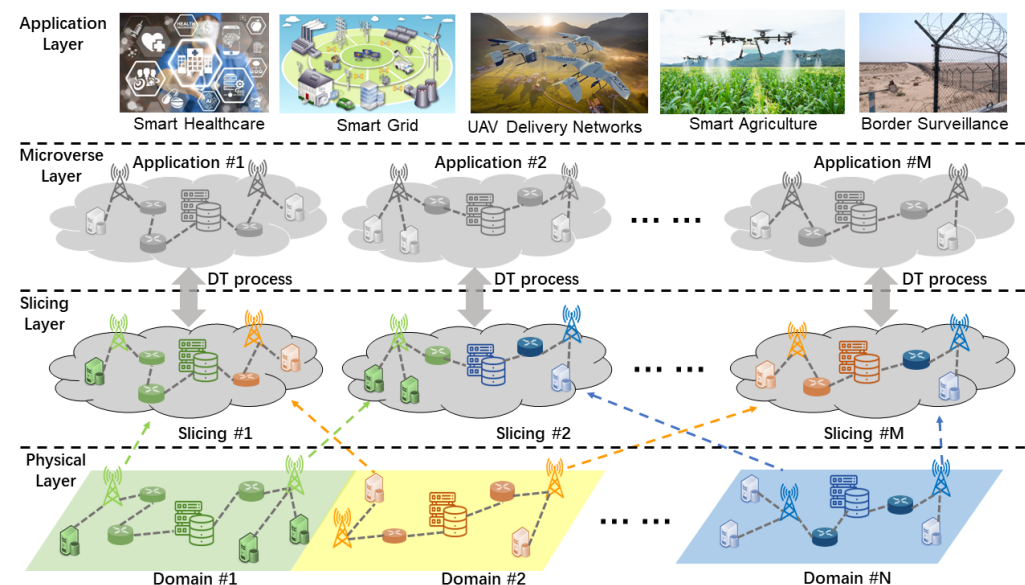 Application
Layer
HEALTH
AI
Smart Healthcare
Smart Grid
UAV Delivery Networks
Smart Agriculture
Border Surveillance
Microverse
Layer
Application #1
Application #2
Application #M
... ...
DT process
DT process
DT process
Slicing
Layer
... ...
Slicing #1
Slicing #2
Slicing #M
Physical
Layer
... ...
Domain #1
Domain #2
Domain #N